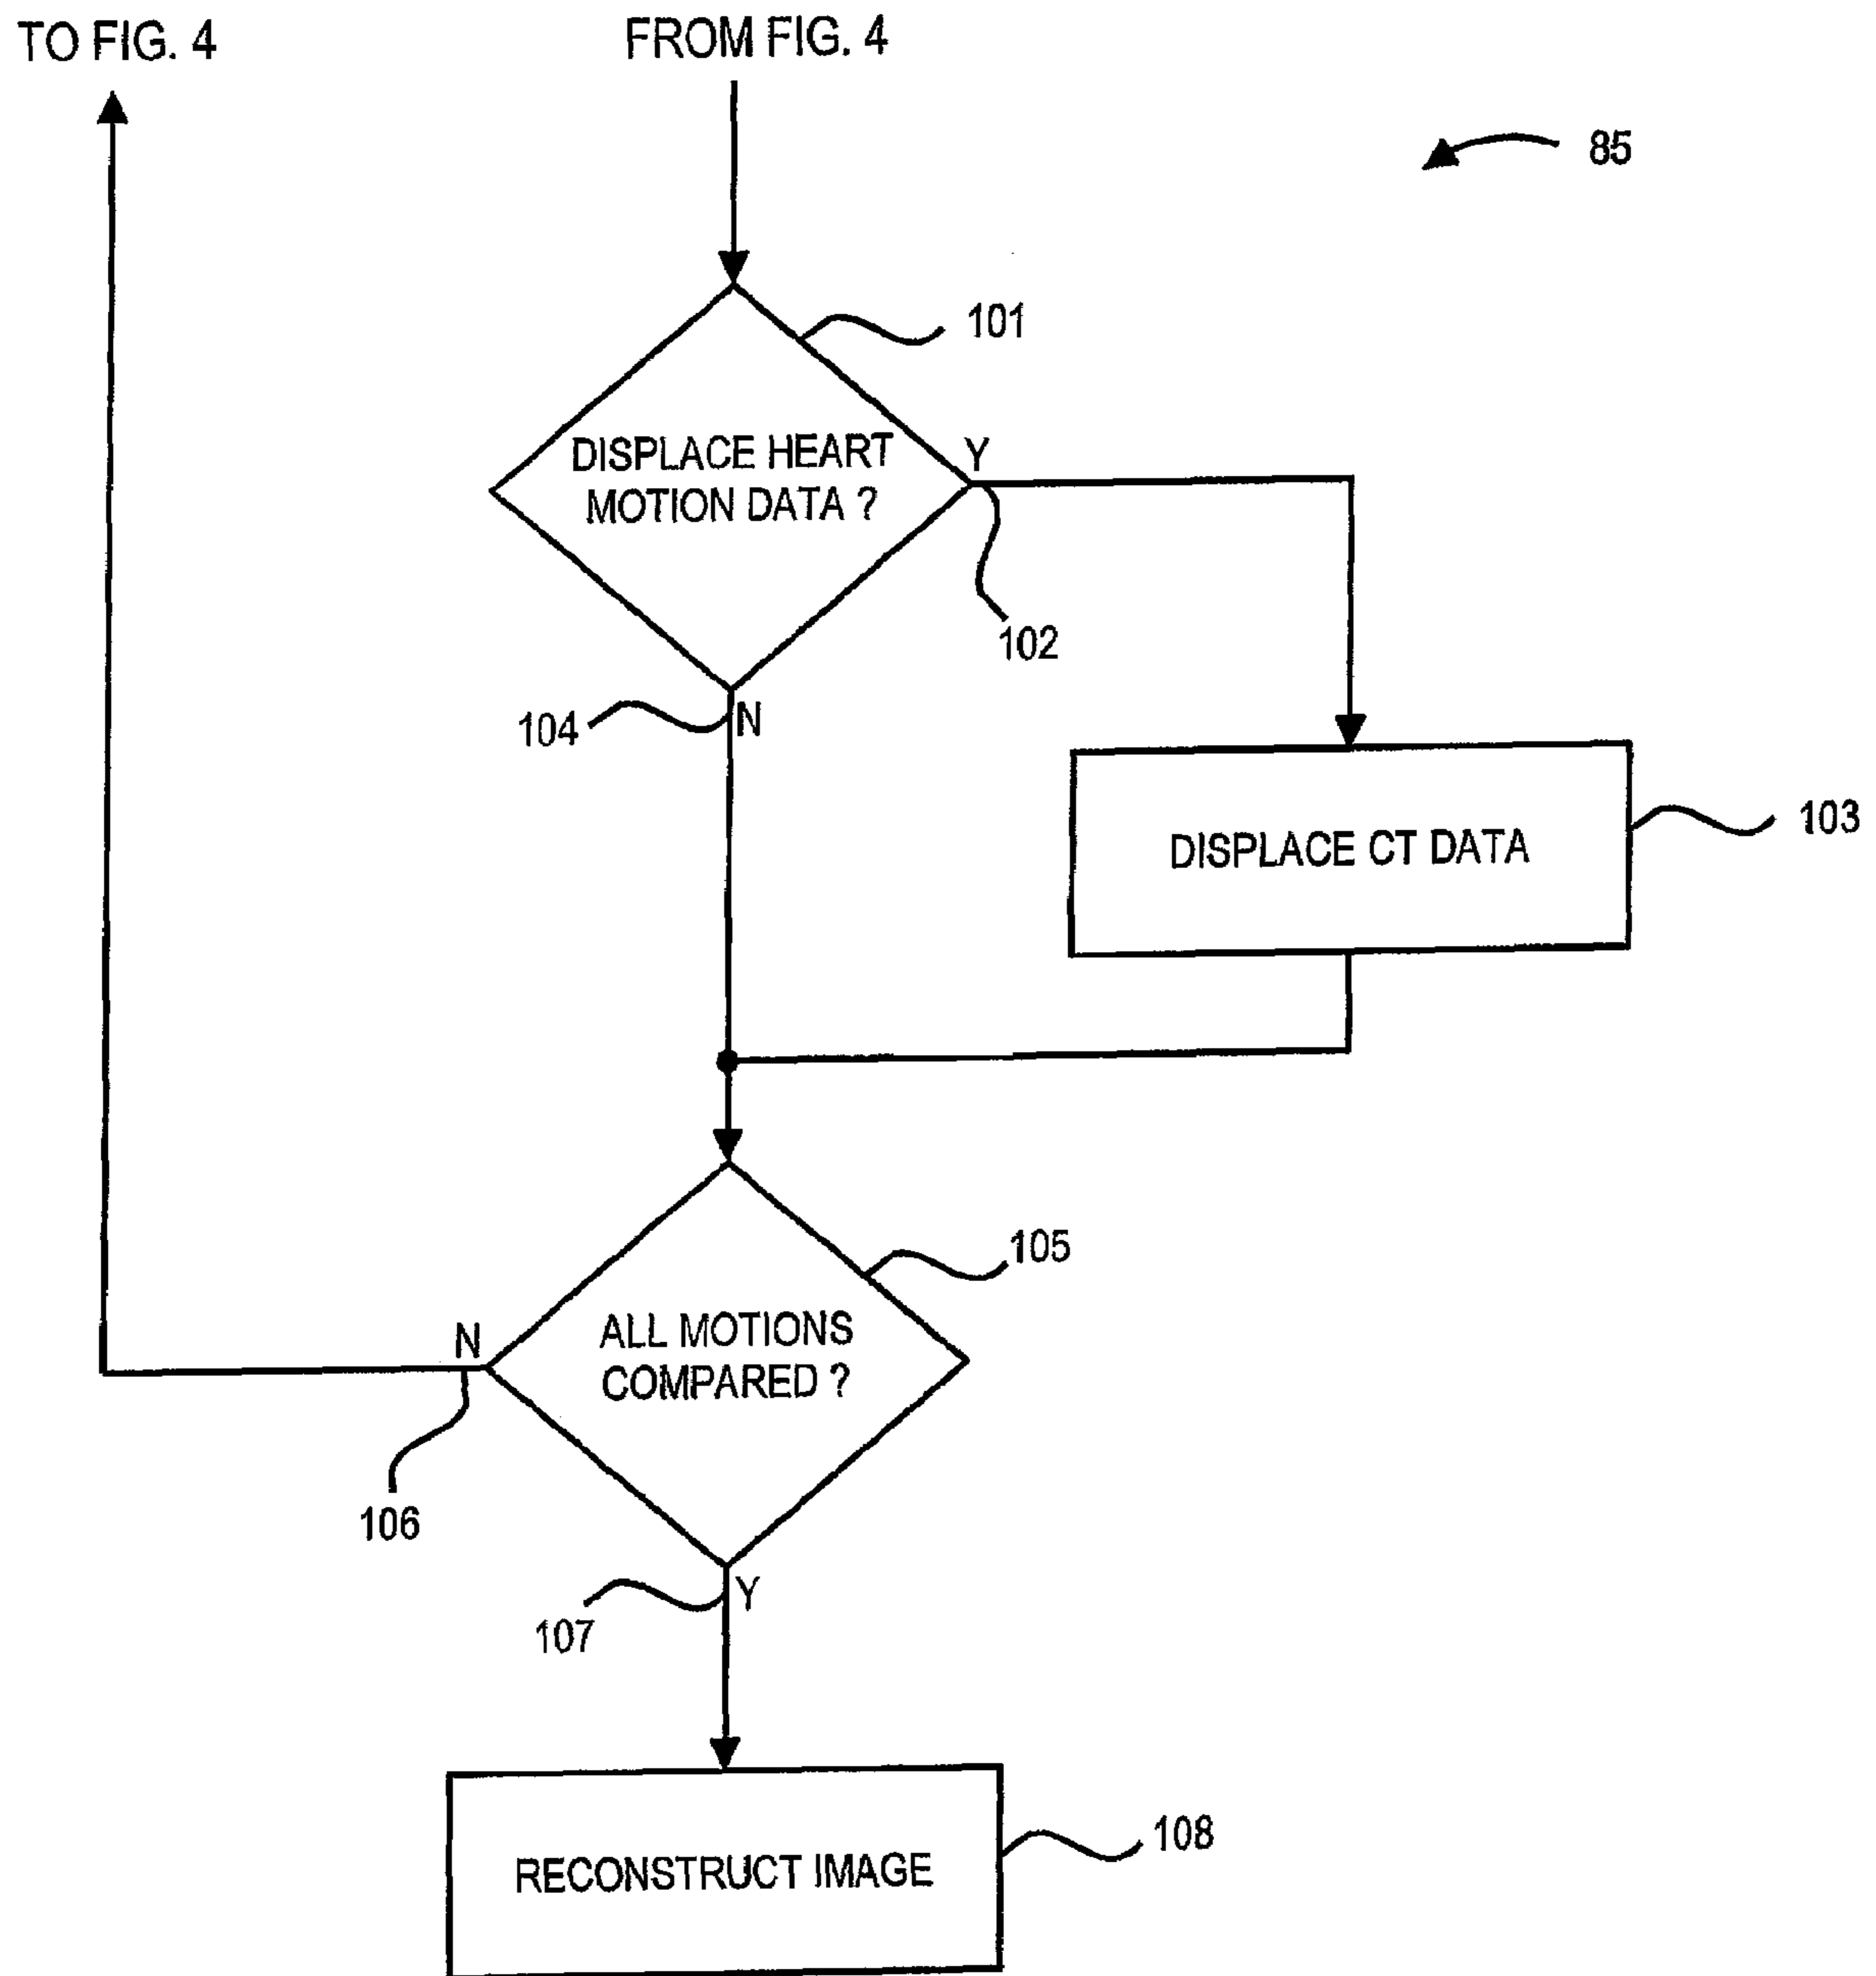 TO FIG. 4
FROM FIG. 4
85
101
DISPLACE HEART
MOTION DATA ?
Y
102
104
N
103
DISPLACE CT DATA
105
N
ALL MOTIONS
COMPARED ?
106
Y
107
108
RECONSTRUCT IMAGE